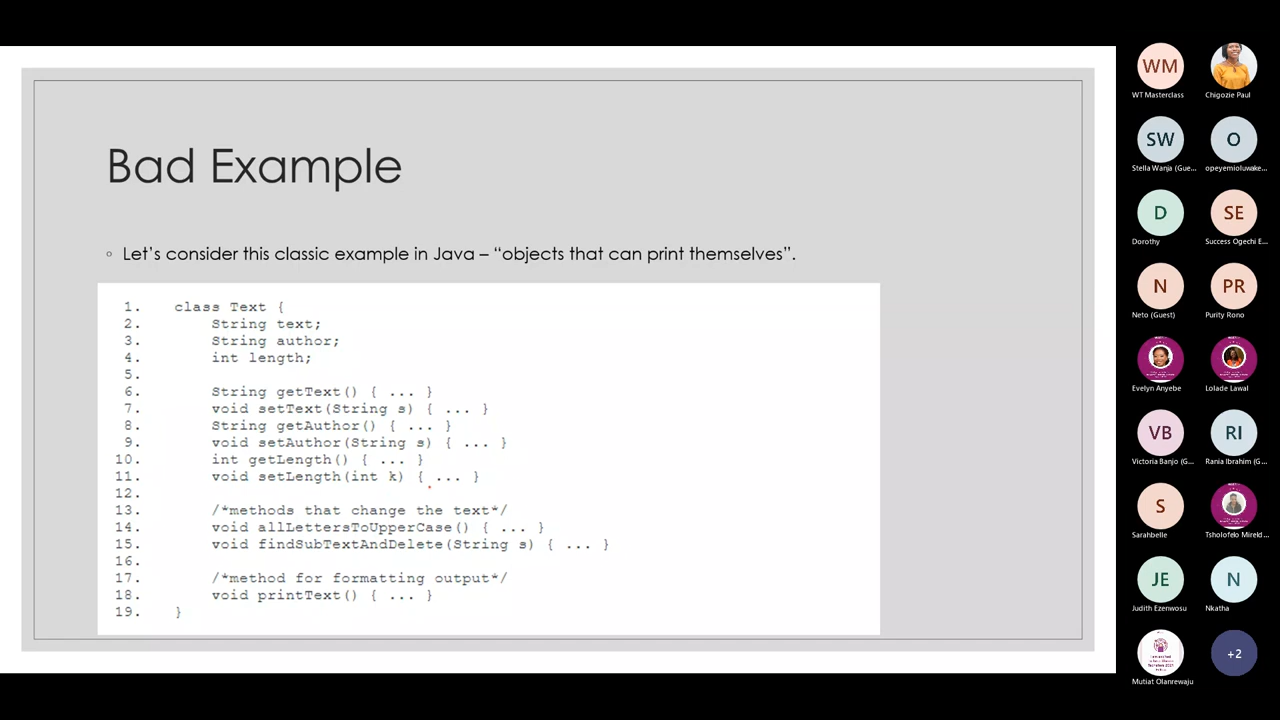 Bad Example
◦ Let’s consider this classic example in Java – “objects that can print themselves”.
1. class Text {
2. String text;
3. String author;
4. int length;
5.
6. String getText() { ... }
7. void setText(String s) { ... }
8. String getAuthor() { ... }
9. void setAuthor(String s) { ... }
10. int getLength() { ... }
11. void setLength(int k) { ... }
12.
13. /*methods that change the text*/
14. void allLettersToUpperCase() { ... }
15. void findSubTextAndDelete(String s) { ... }
16.
17. /*method for formatting output*/
18. void printText() { ... }
19. }
WM
WT Masterclass
Chigozie Paul
SW
Stella Wanja (Gue...
O
opeyemioluwake...
D
Dorothy
SE
Success Ogechi E...
N
Neto (Guest)
PR
Purity Rono
Evelyn Anyebe
Lolade Lawal
VB
Victoria Banjo (G...
RI
Rania Ibrahim (G...
S
Sarahbelle
Tsholofelo Mireld...
JE
Judith Ezenwosu
N
Nkatha
Mutiat Olanrewaju
+2